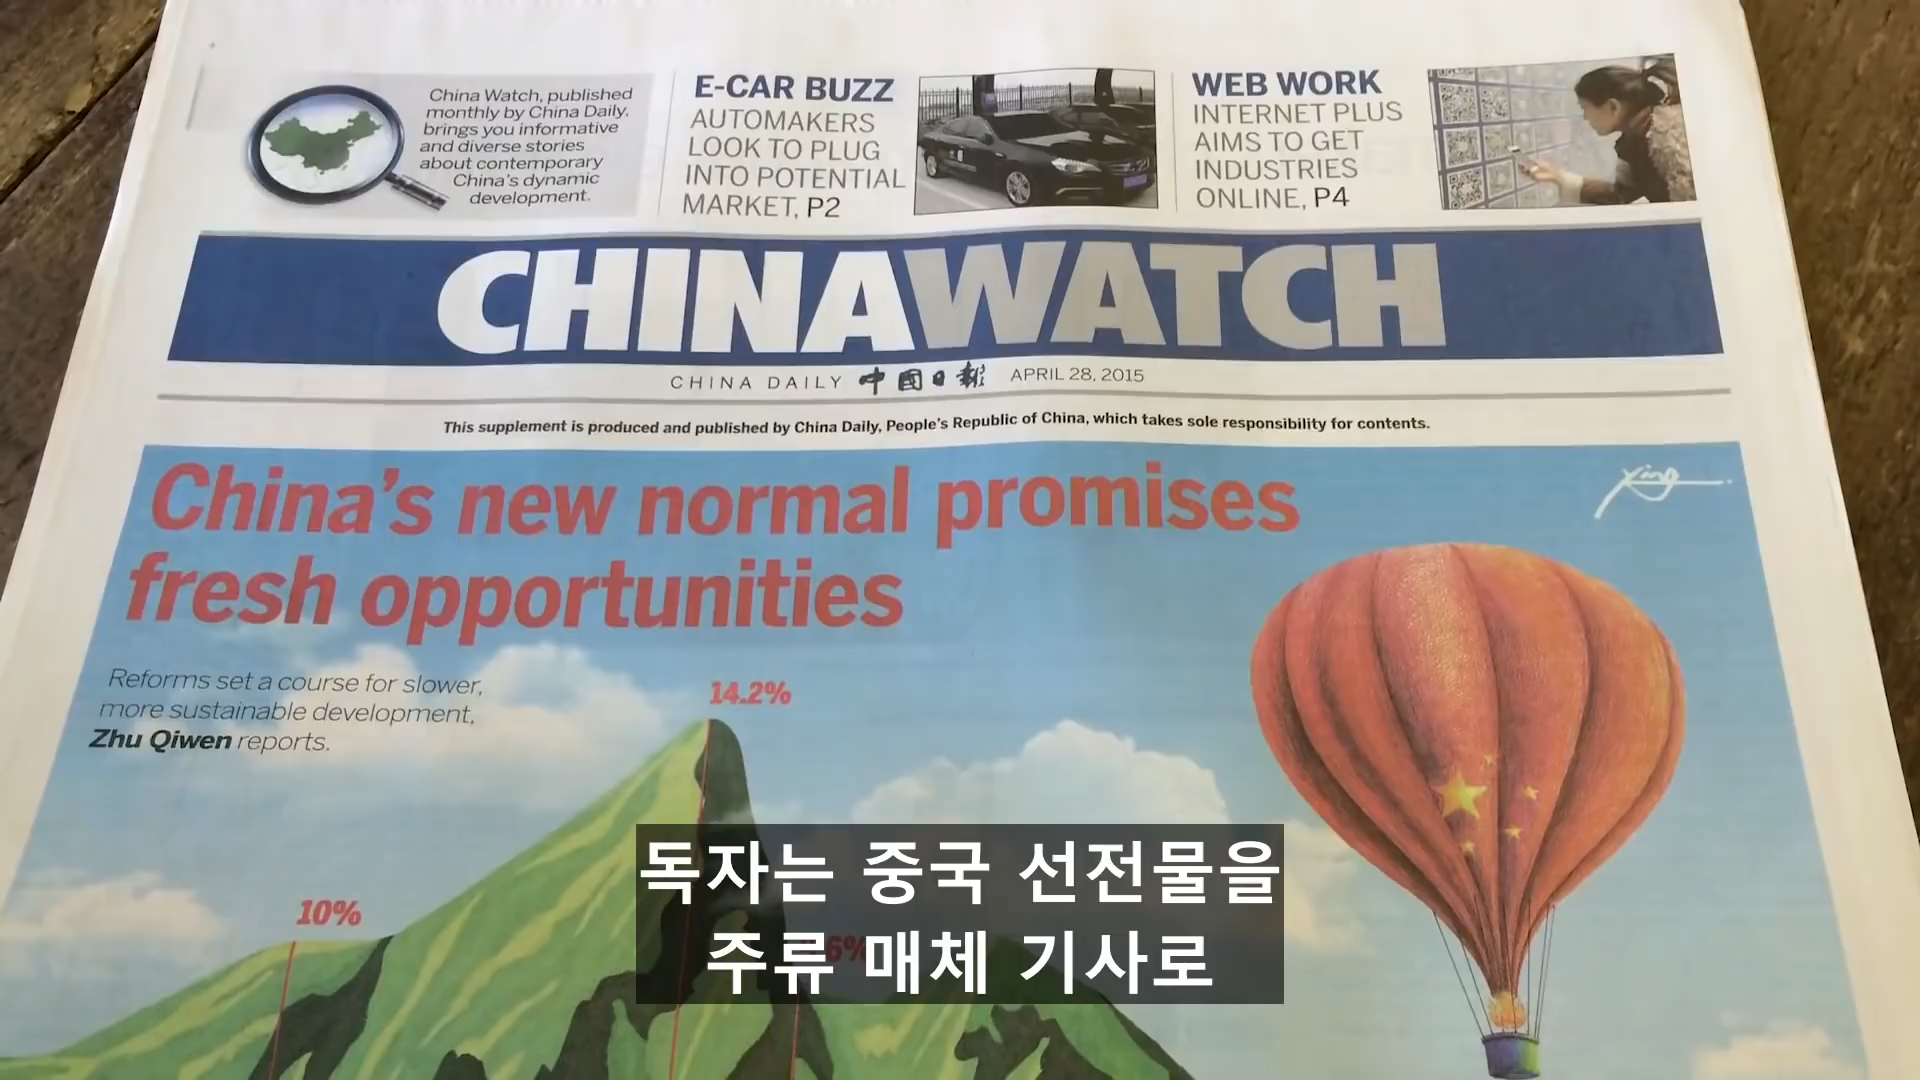 China Watch, published
monthly by China Daily,
brings you informative
and diverse stories
about contemporary
China's dynamic
development.
E-CAR BUZZ
AUTOMAKERS
LOOK TO PLUG
INTO POTENTIAL
MARKET, P2
WEB WORK
INTERNET PLUS
AIMS TO GET
INDUSTRIES
ONLINE, P4
CHINAWATCH
CHINA DAILY 中國日報 APRIL 28, 2015
This supplement is produced and published by China Daily, People's Republic of China, which takes sole responsibility for contents.
China's new normal promises
fresh opportunities
Xing
Reforms set a course for slower,
more sustainable development,
Zhu Qiwen reports.
14.2%
10%
독자는 중국 선전물을
주류 매체 기사로